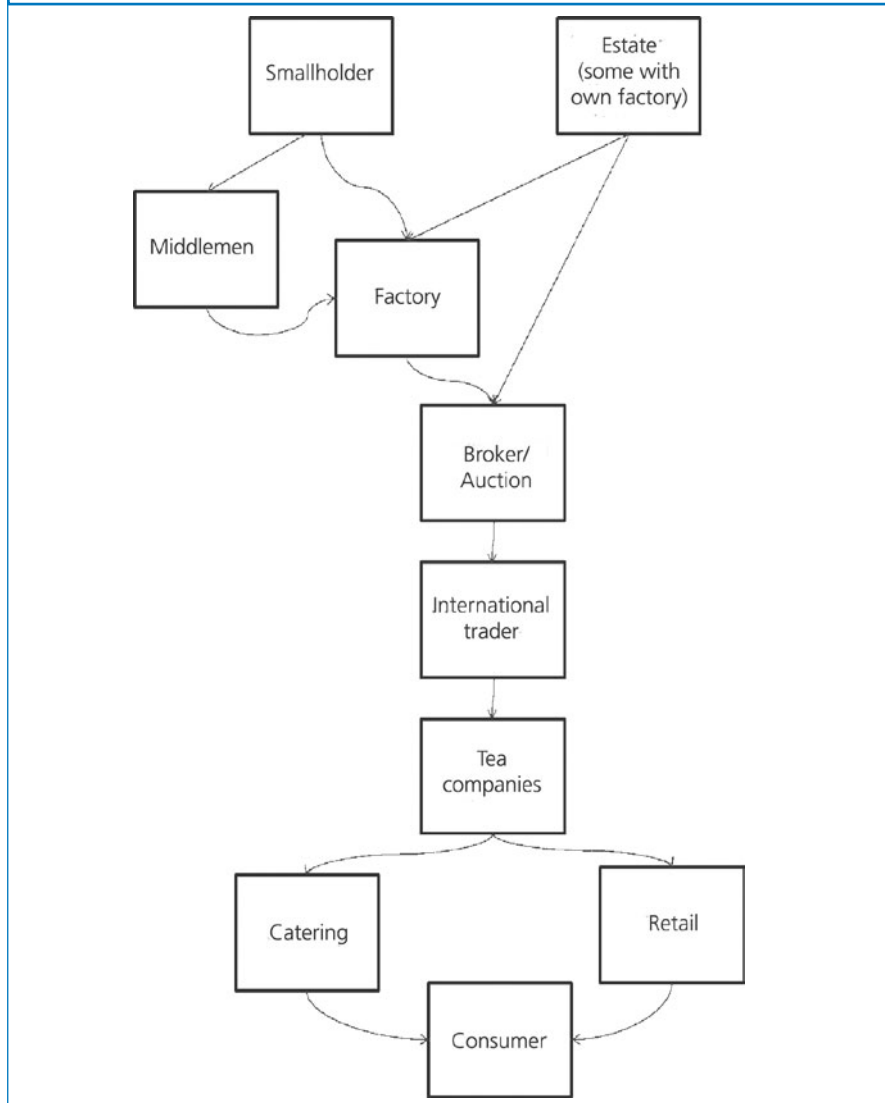 Smallholder
Estate
(some with
own factory)
Middlemen
Factory
Broker/
Auction
International
trader
Tea
companies
Catering
Retail
Consumer